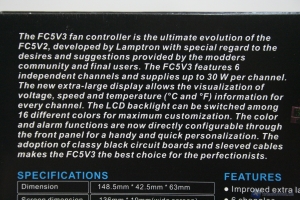 The FC5V3 fan controller is the ultimate evolution of the
FC5V2, developed by Lamptron with special regard to the
desires and suggestions provided by the modders
community and final users. The FC5V3 features 6
independent channels and supplies up to 30 W per channel.
The new extra-large display allows the visualization of
voltage, speed and temperature (°C and °F) information for
every channel. The LCD backlight can be switched among
16 different colors for maximum customization. The color
and alarm functions are now directly configurable through
the front panel for a handy and quick personalization. The
adoption of classy black circuit boards and sleeved cables
makes the FC5V3 the best choice for the perfectionists.
SPECIFICATIONS
FEATURES
Dimension 148.5mm * 42.5mm * 63mm
Improved extra la
Screen dimension 136mm * 19mm(wide screen)